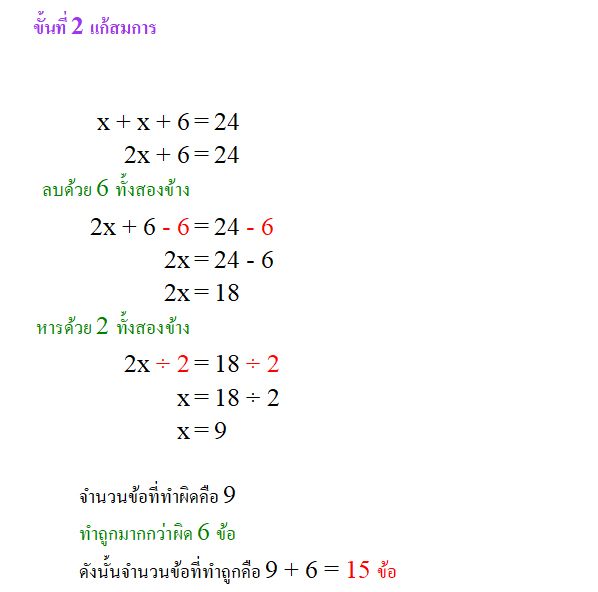 ขั้นที่ 2 แก้สมการ
x + x + 6 = 24
2x + 6 = 24
ลบด้วย 6 ทั้งสองข้าง
2x + 6 - 6 = 24 - 6
2x = 24 - 6
2x = 18
หารด้วย 2 ทั้งสองข้าง
2x ÷ 2 = 18 ÷ 2
x = 18 ÷ 2
x = 9
จำนวนข้อที่ทำผิดคือ 9
ทำถูกมากกว่าผิด 6 ข้อ
ดังนั้นจำนวนข้อที่ทำถูกคือ 9 + 6 = 15 ข้อ